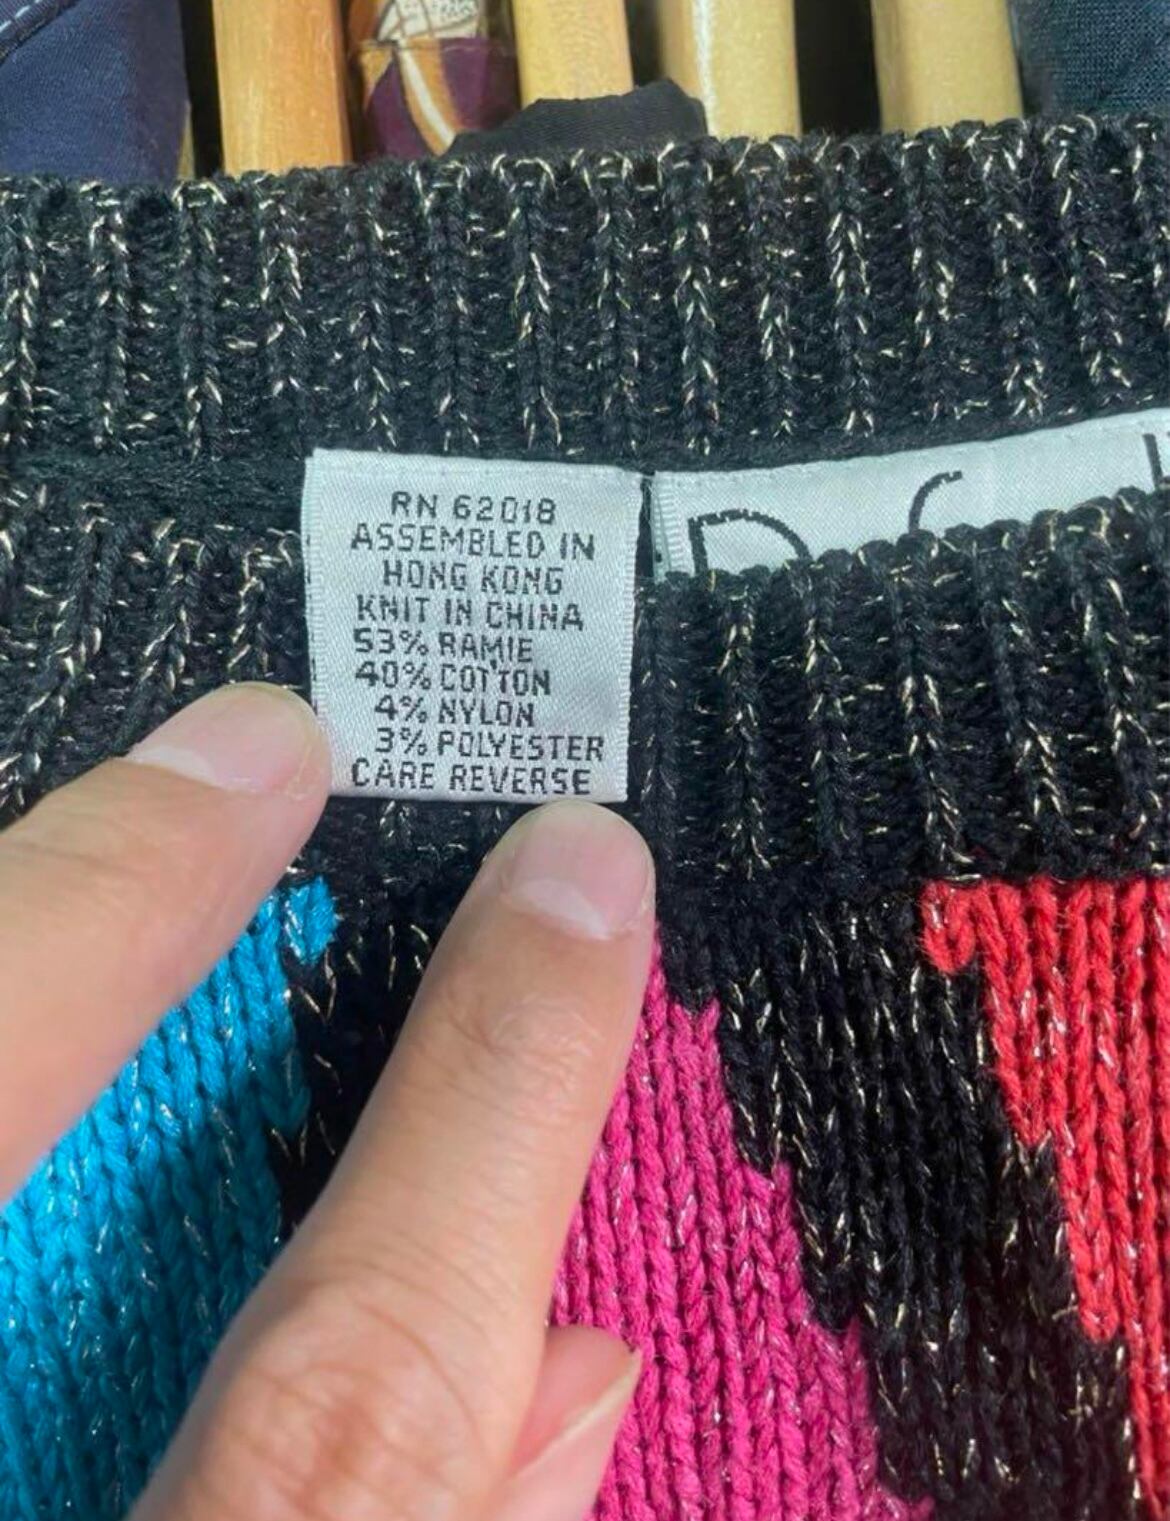 RN 62018
ASSEMBLED IN
HONG KONG
KNIT IN CHINA
53% RAMIE
40% COTTON
4% NYLON
3% POLYESTER
CARE REVERSE